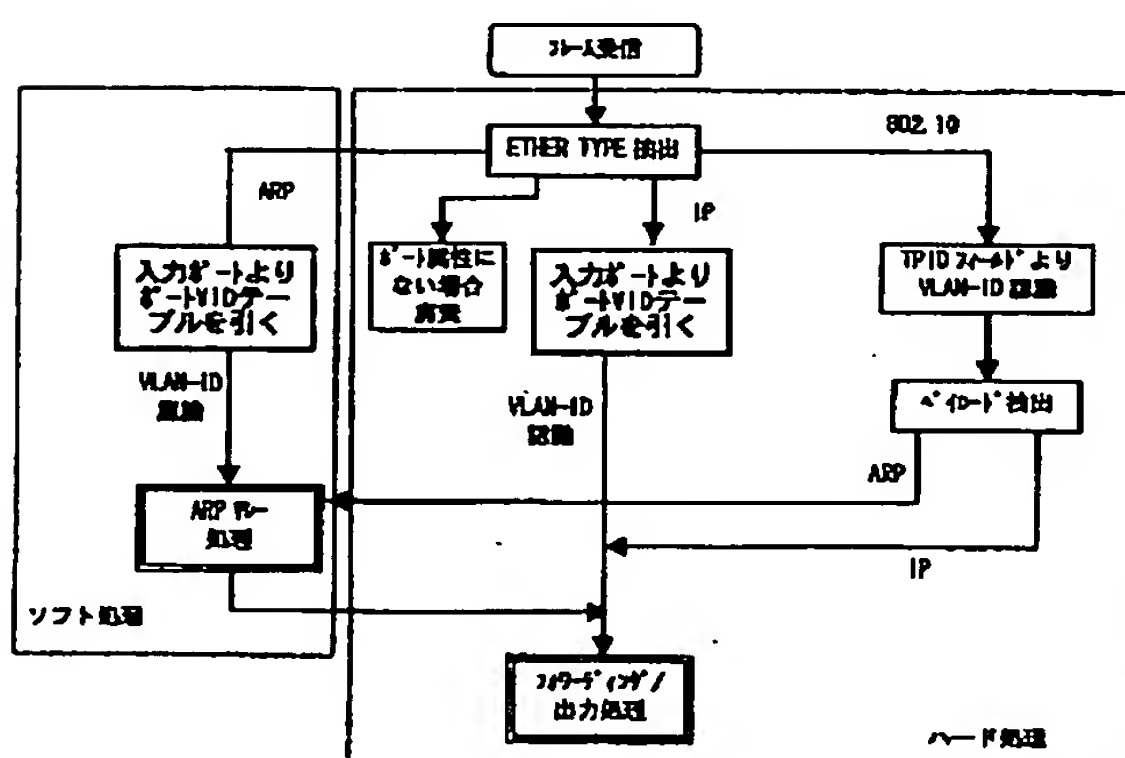 フレーム受信
802.1Q
ETHER TYPE 抽出
ARP
IP
入力ポートより
ポートVIDテー
ブルを引く
ポート属性に
ない場合
廃棄
入力ポートより
ポートVIDテー
ブルを引く
TPIDフィールドより
VLAN-ID 認識
VLAN-ID
認識
VLAN-ID
認識
ペイロード抽出
ARP
ARP リレー
処理
IP
ソフト処理
フォワーディング/
出力処理
ハード処理